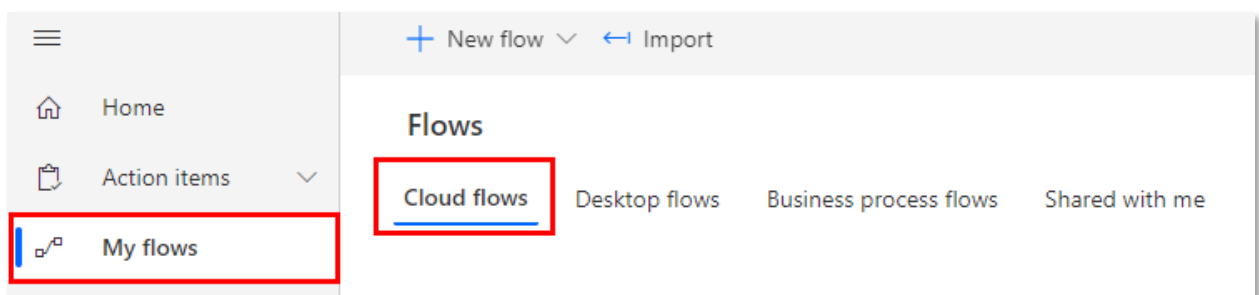 New flow
Import
Home
Action items
My flows
Flows
Cloud flows
Desktop flows
Business process flows
Shared with me